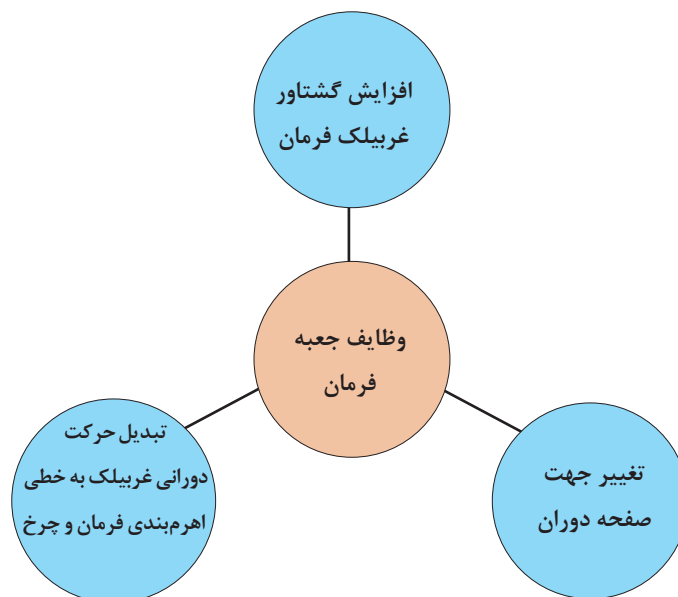 افزایش گشتاور
غربیلک فرمان
وظایف جعبه
فرمان
تغییر جهت
صفحه دوران
تبدیل حرکت
دورانی غربیلک به خطی
اهرم‌بندی فرمان و چرخ